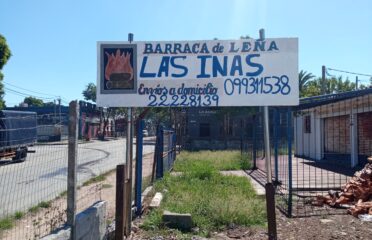 BARRACA de LEÑA
LAS INAS
Envíos a domicilio
22228139
099311538